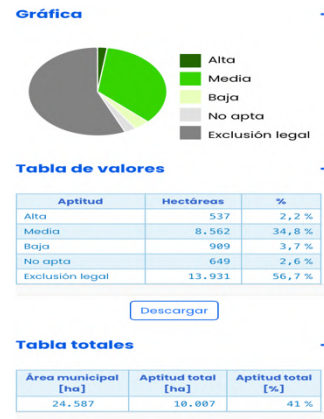 Gráfica
Alta
Media
Baja
No apta
Exclusión legal
Tabla de valores
Aptitud Hectáreas %
Alta 537 2,2 %
Media 8.562 34,8 %
Baja 909 3,7 %
No apta 649 2,6 %
Exclusión legal 13.931 56,7 %
Descargar
Tabla totales
Área municipal Aptitud total Aptitud total
[ha] [ha] [%]
24.587 10.007 41 %